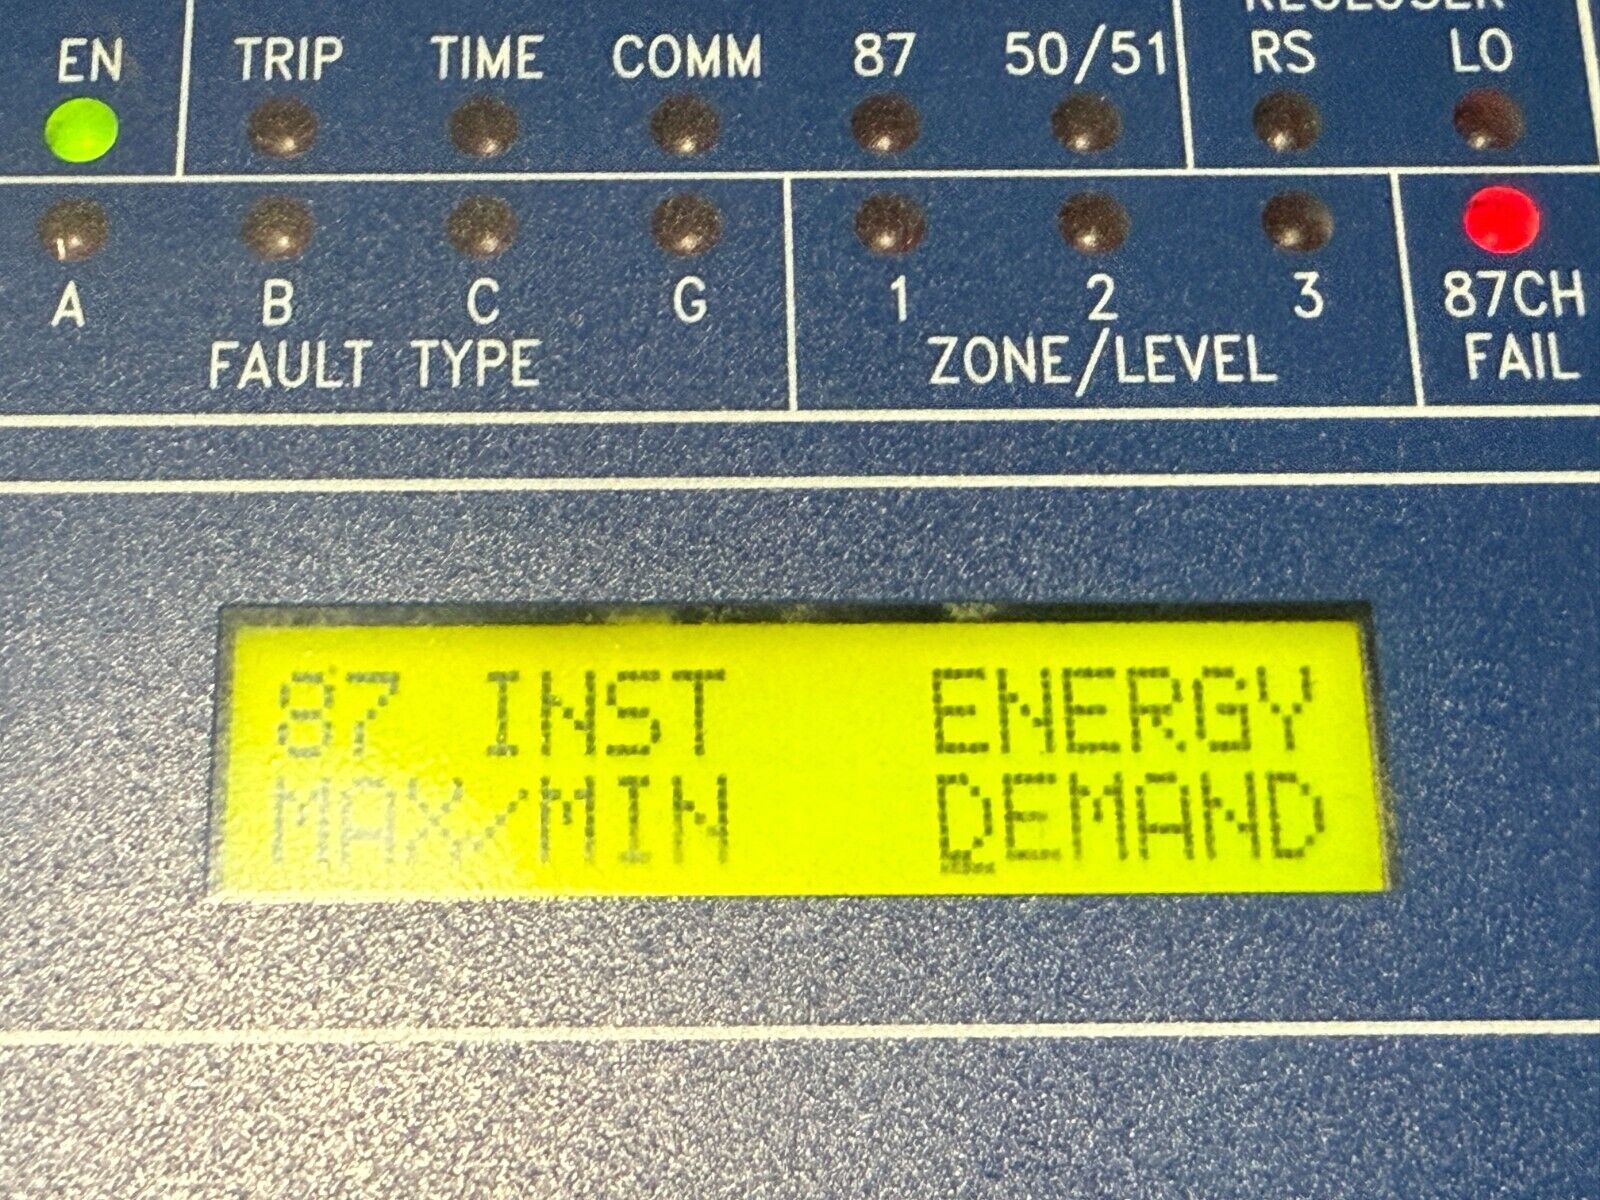 RECLOSER
EN TRIP TIME COMM 87 50/51 RS LO
A B C G 1 2 3 87CH
FAULT TYPE ZONE/LEVEL FAIL
87 INST ENERGY
MAX/MIN DEMAND